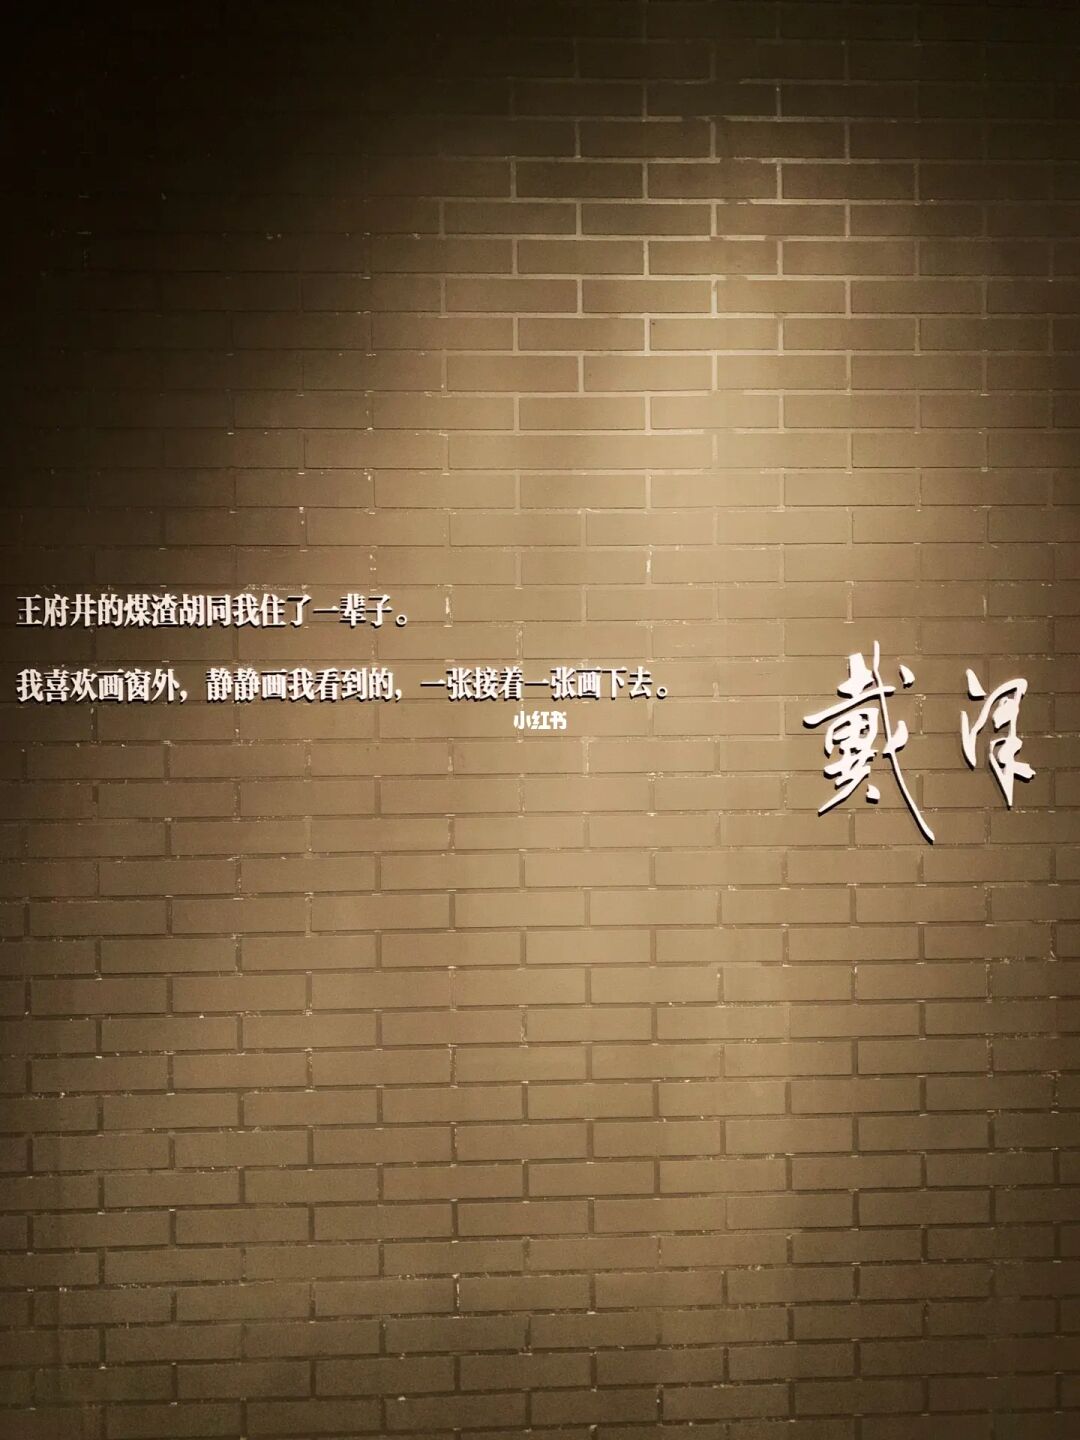 王府井的煤渣胡同我住了一辈子。
我喜欢画窗外，静静画我看到的，一张接着一张画下去。
小红书
戴泽